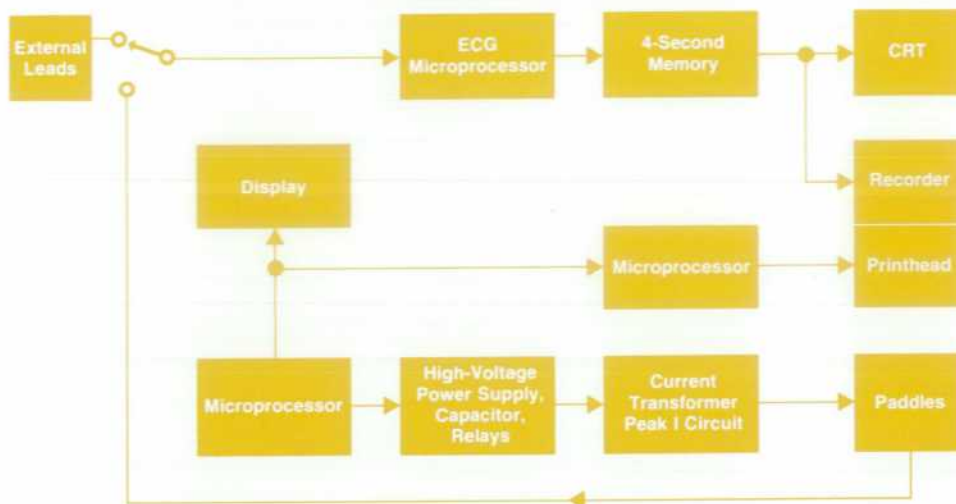 External
Leads
ECG
Microprocessor
4-Second
Memory
CRT
Display
Recorder
Microprocessor
Printhead
Microprocessor
High-Voltage
Power Supply,
Capacitor,
Relays
Current
Transformer
Peak I Circuit
Paddles